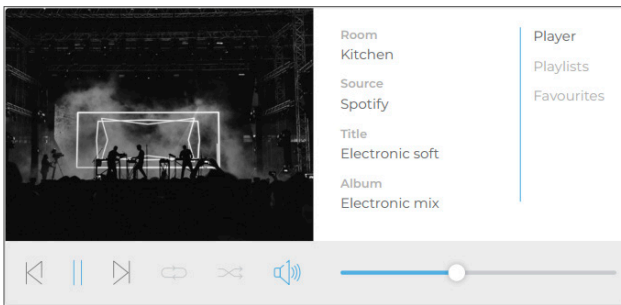 Room
Kitchen
Source
Spotify
Title
Electronic soft
Album
Electronic mix
Player
Playlists
Favourites